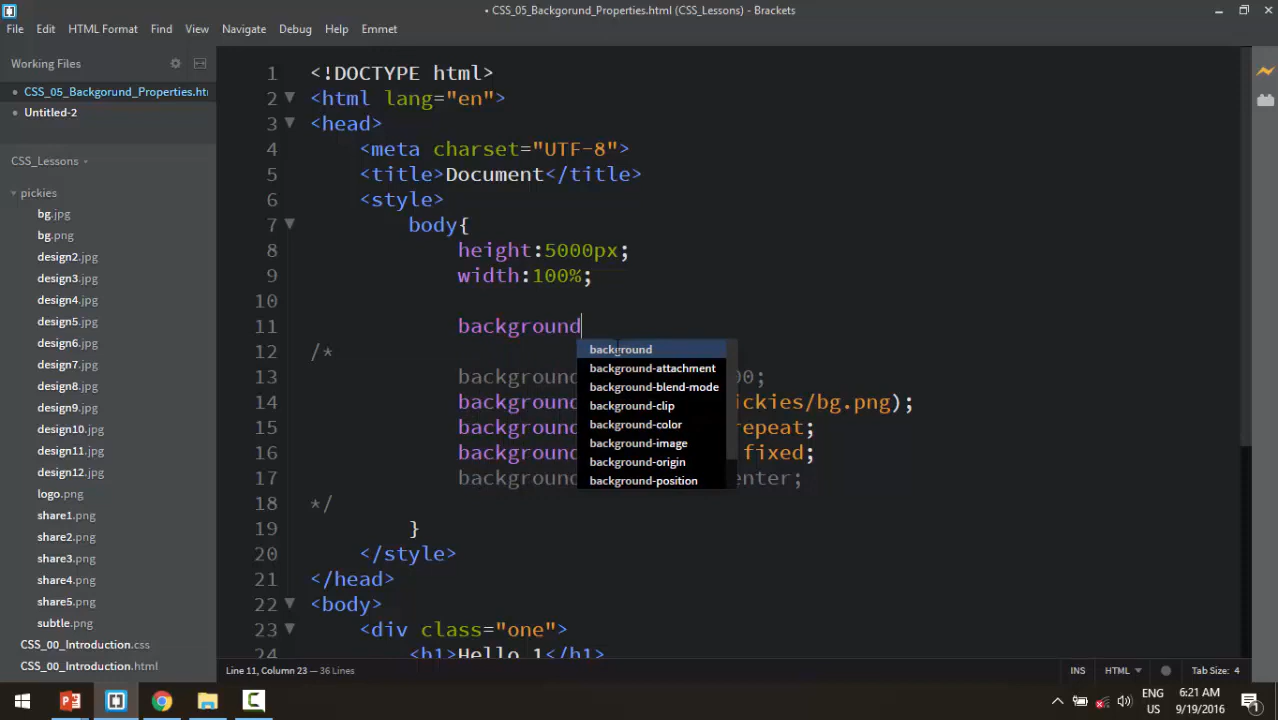 • CSS_05_Backgorund_Properties.html (CSS_Lessons) - Brackets
File Edit HTML Format Find View Navigate Debug Help Emmet
Working Files
CSS_05_Backgorund_Properties.ht
Untitled-2
CSS_Lessons
pickies
bg.jpg
bg.png
design2.jpg
design3.jpg
design4.jpg
design5.jpg
design6.jpg
design7.jpg
design8.jpg
design9.jpg
design10.jpg
design11.jpg
design12.jpg
logo.png
share1.png
share2.png
share3.png
share4.png
share5.png
subtle.png
CSS_00_Introduction.css
CSS_00_Introduction.html
1 <!DOCTYPE html>
2 <html lang="en">
3 <head>
4 <meta charset="UTF-8">
5 <title>Document</title>
6 <style>
7 body{
8 height:5000px;
9 width:100%;
10
11 background
12 /*
13 background 00;
14 background ickies/bg.png);
15 background repeat;
16 background fixed;
17 background enter;
18 */
19 }
20 </style>
21 </head>
22 <body>
23 <div class="one">
24 <h1>Hello 1</h1>
background
background-attachment
background-blend-mode
background-clip
background-color
background-image
background-origin
background-position
Line 11, Column 23 — 36 Lines
INS HTML Tab Size: 4
ENG 6:21 AM
US 9/19/2016
1